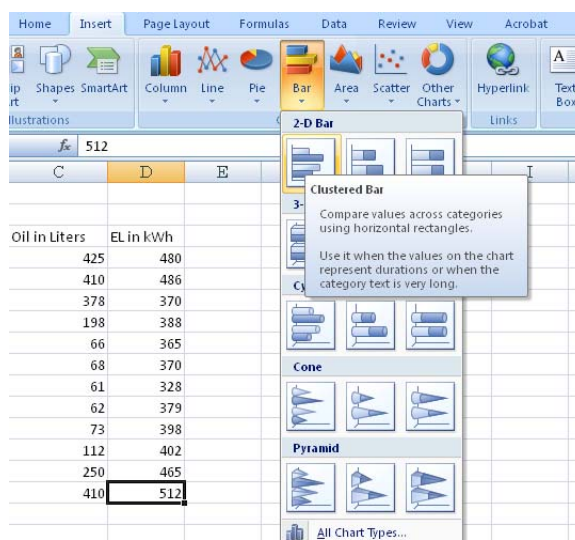 Home Insert Page Layout Formulas Data Review View Acrobat
Shapes SmartArt Column Line Pie Bar Area Scatter Other Charts Hyperlink Text Box
Links
2-D Bar
fx 512
C D E I
Clustered Bar
Compare values across categories
using horizontal rectangles.
Use it when the values on the chart
represent durations or when the
category text is very long.
Oil in Liters EL in kWh
425 480
410 486
378 370
198 388
66 365
68 370
61 328
62 379
73 398
112 402
250 465
410 512
Cone
Pyramid
All Chart Types...